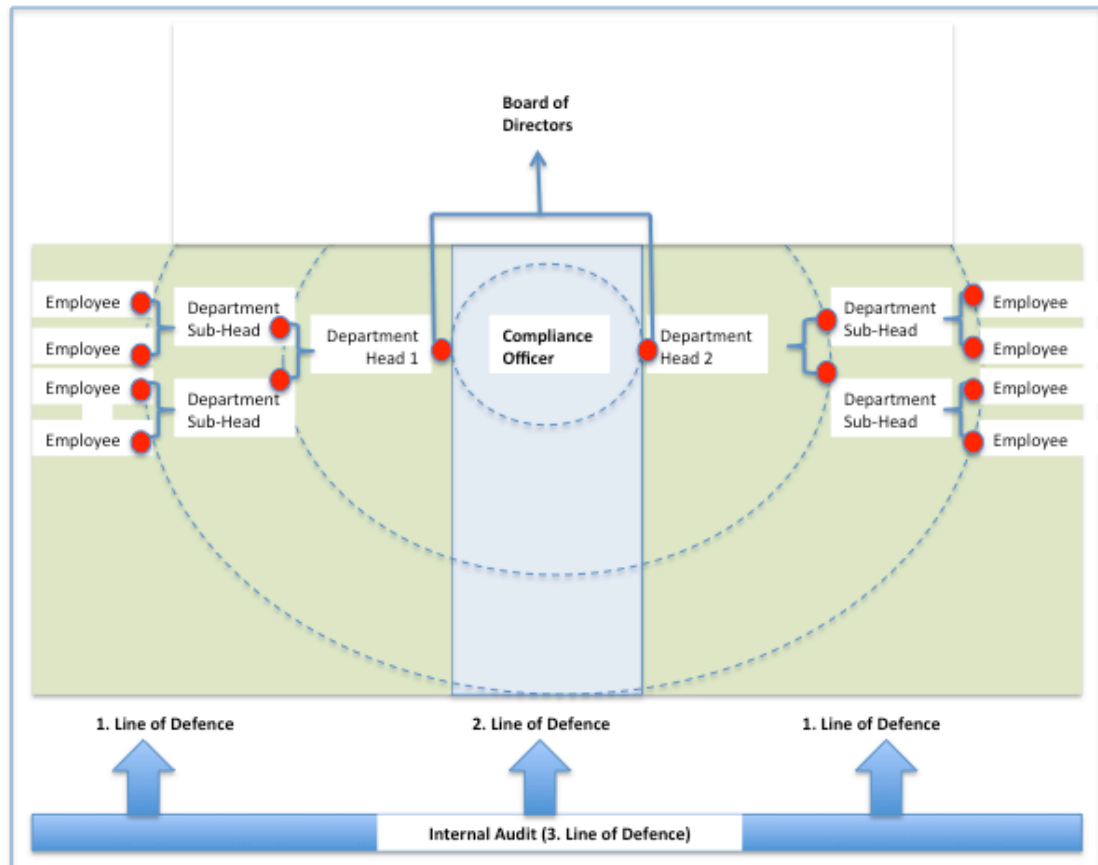 Board of
Directors
Employee
Employee
Employee
Employee
Department
Sub-Head
Department
Sub-Head
Department
Head 1
Compliance
Officer
Department
Head 2
Department
Sub-Head
Department
Sub-Head
Employee
Employee
Employee
Employee
1. Line of Defence
2. Line of Defence
1. Line of Defence
Internal Audit (3. Line of Defence)